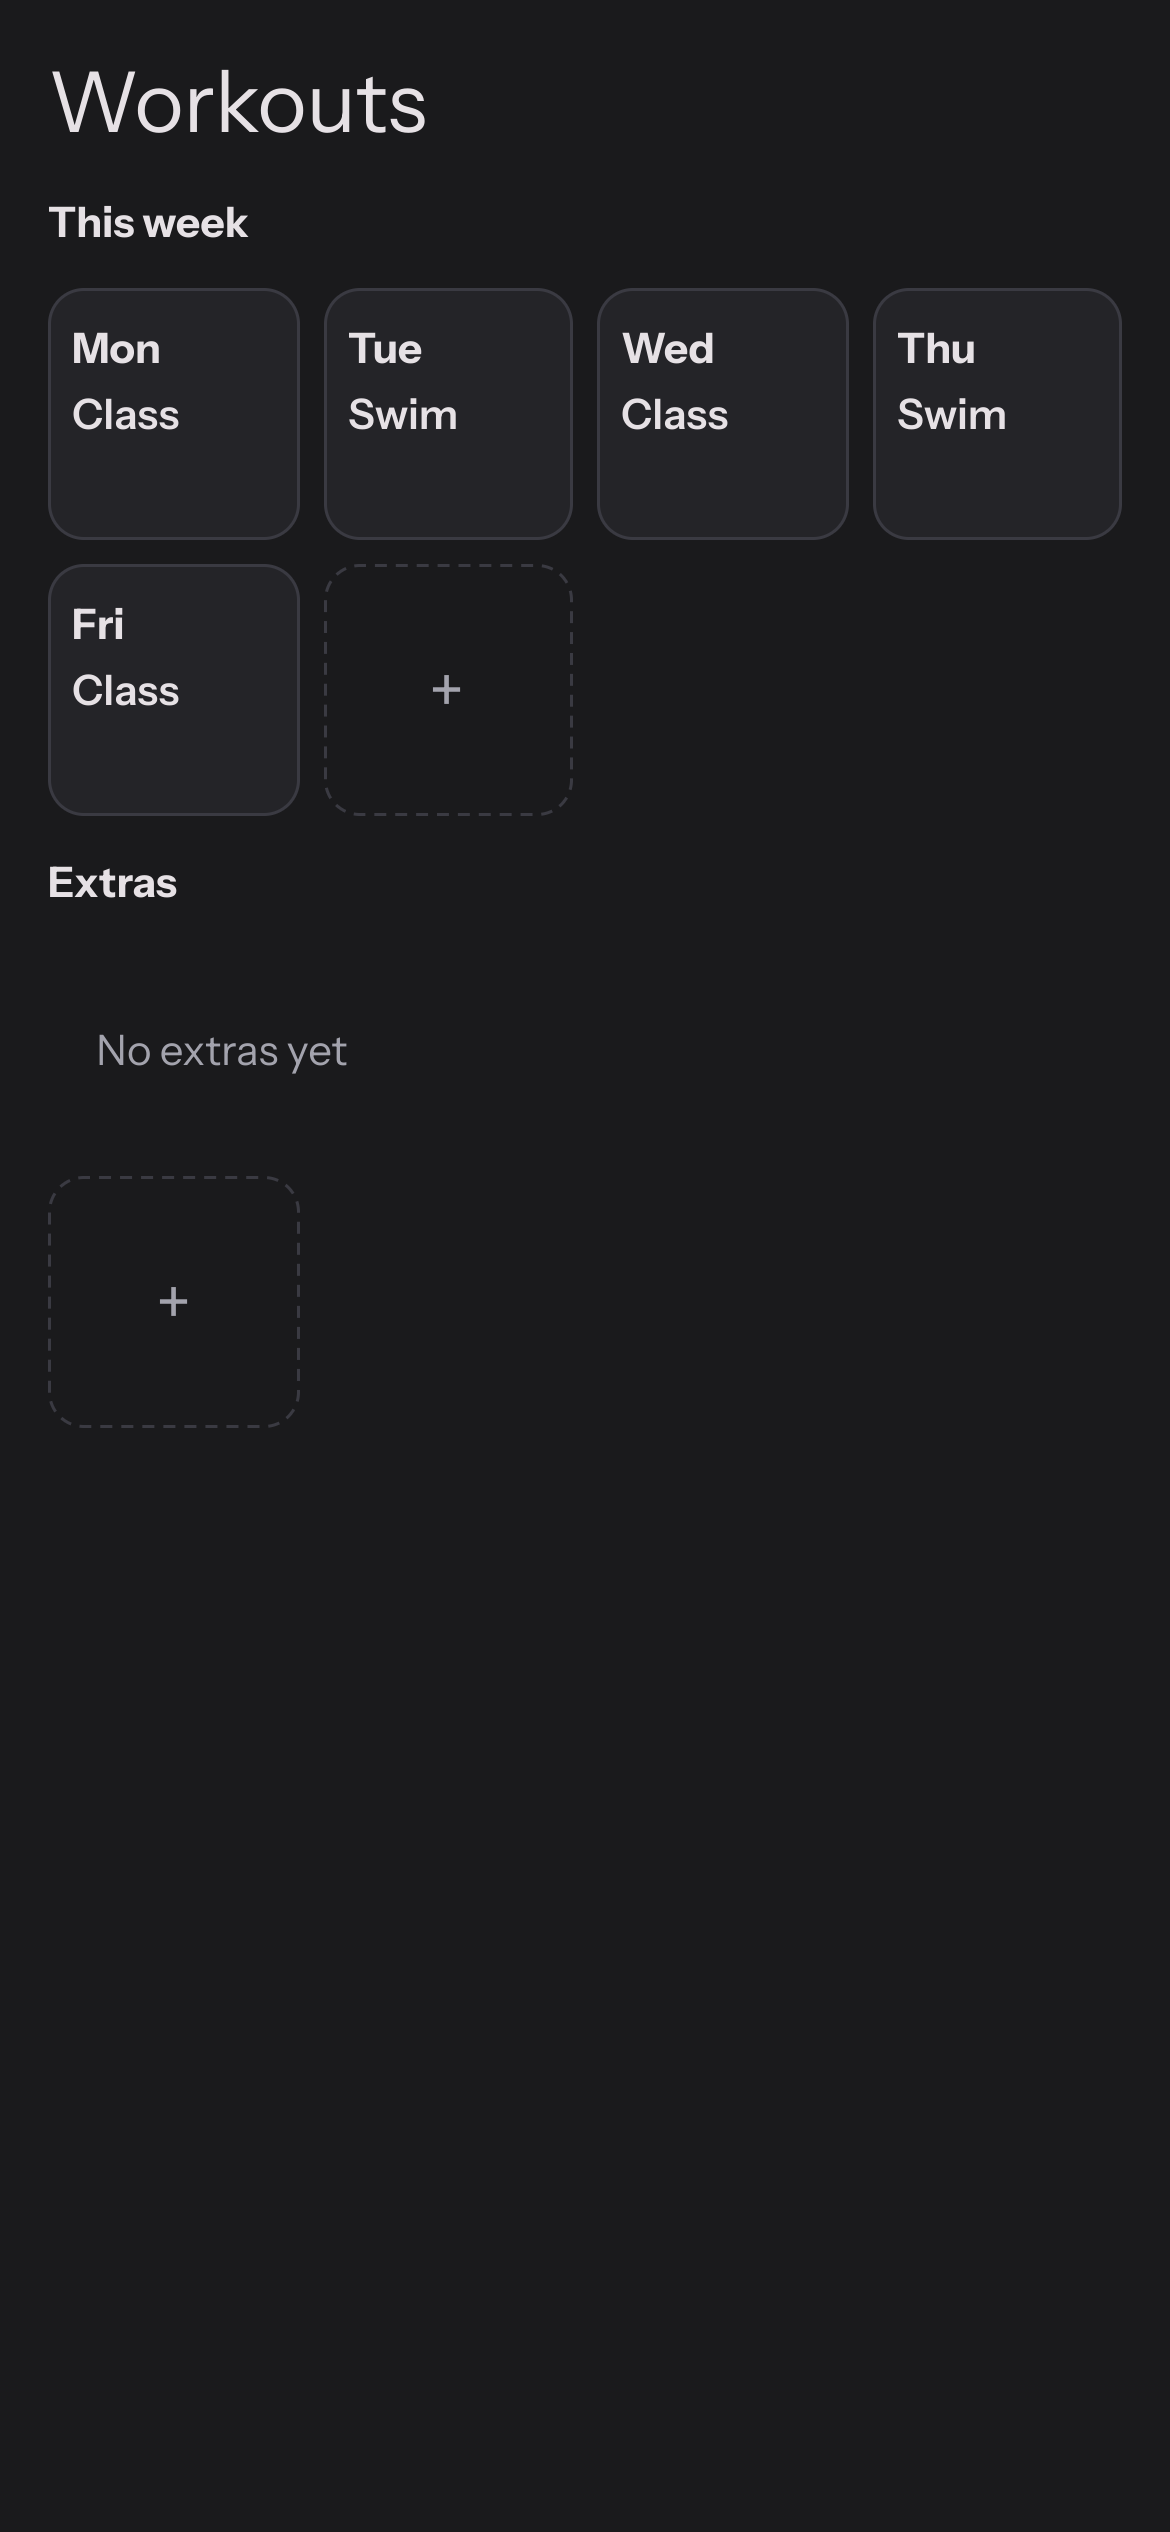 Workouts
This week
Mon
Class
Tue
Swim
Wed
Class
Thu
Swim
Fri
Class
+
Extras
No extras yet
+